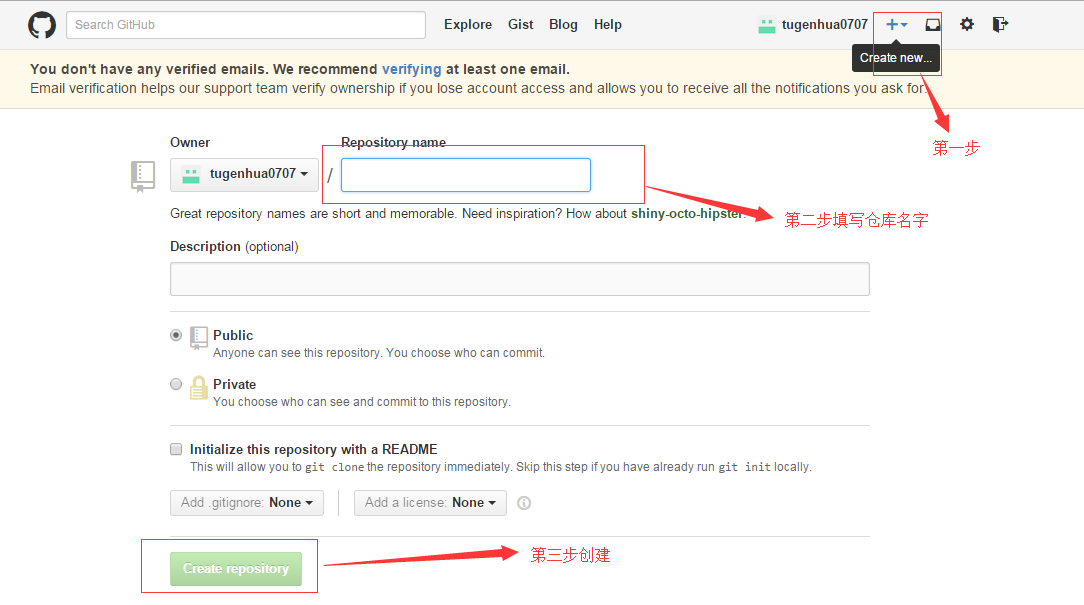 Search GitHub
Explore Gist Blog Help
tugenhua0707
Create new...
You don't have any verified emails. We recommend verifying at least one email.
Email verification helps our support team verify ownership if you lose account access and allows you to receive all the notifications you ask for.
第一步
Owner
Repository name
tugenhua0707
/
第二步填写仓库名字
Great repository names are short and memorable. Need inspiration? How about shiny-octo-hipster.
Description (optional)
Public
Anyone can see this repository. You choose who can commit.
Private
You choose who can see and commit to this repository.
Initialize this repository with a README
This will allow you to git clone the repository immediately. Skip this step if you have already run git init locally.
Add .gitignore: None
Add a license: None
Create repository
第三步创建